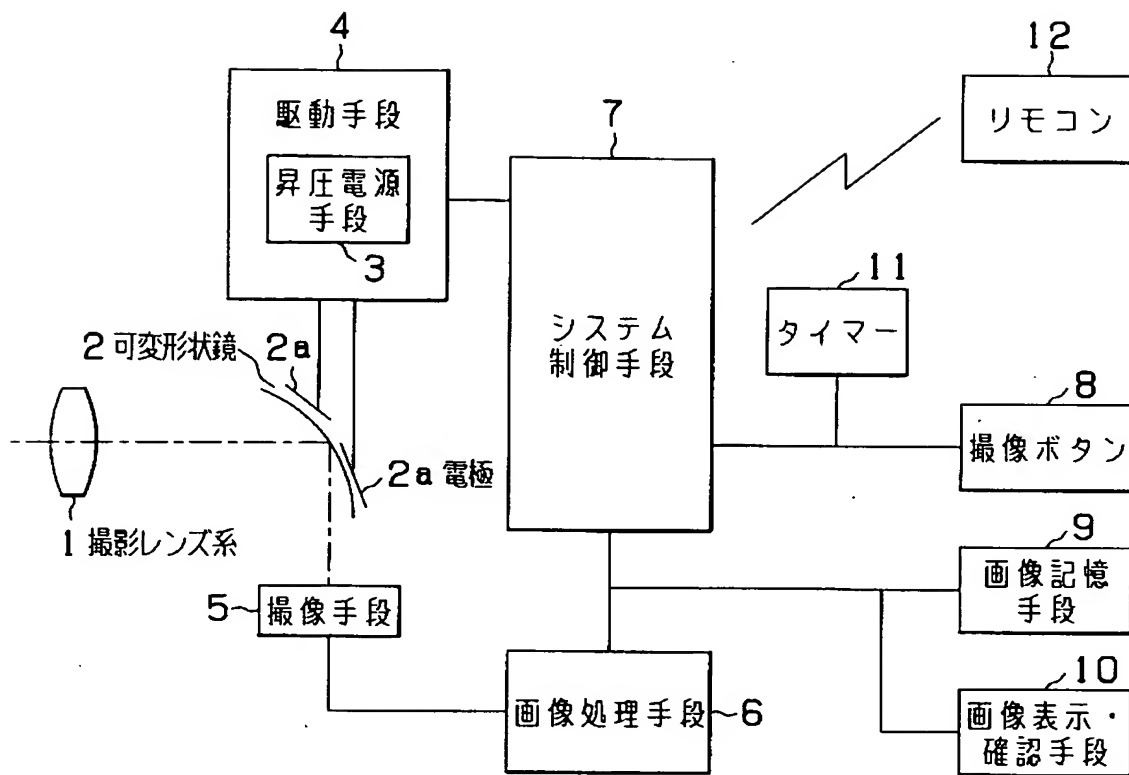 4
駆動手段
昇圧電源
手段
3
7
システム
制御手段
12
リモコン
11
タイマー
8
撮像ボタン
2 可変形状鏡
2a
2a 電極
1 撮影レンズ系
5
撮像手段
9
画像記憶
手段
10
画像表示・
確認手段
画像処理手段
6